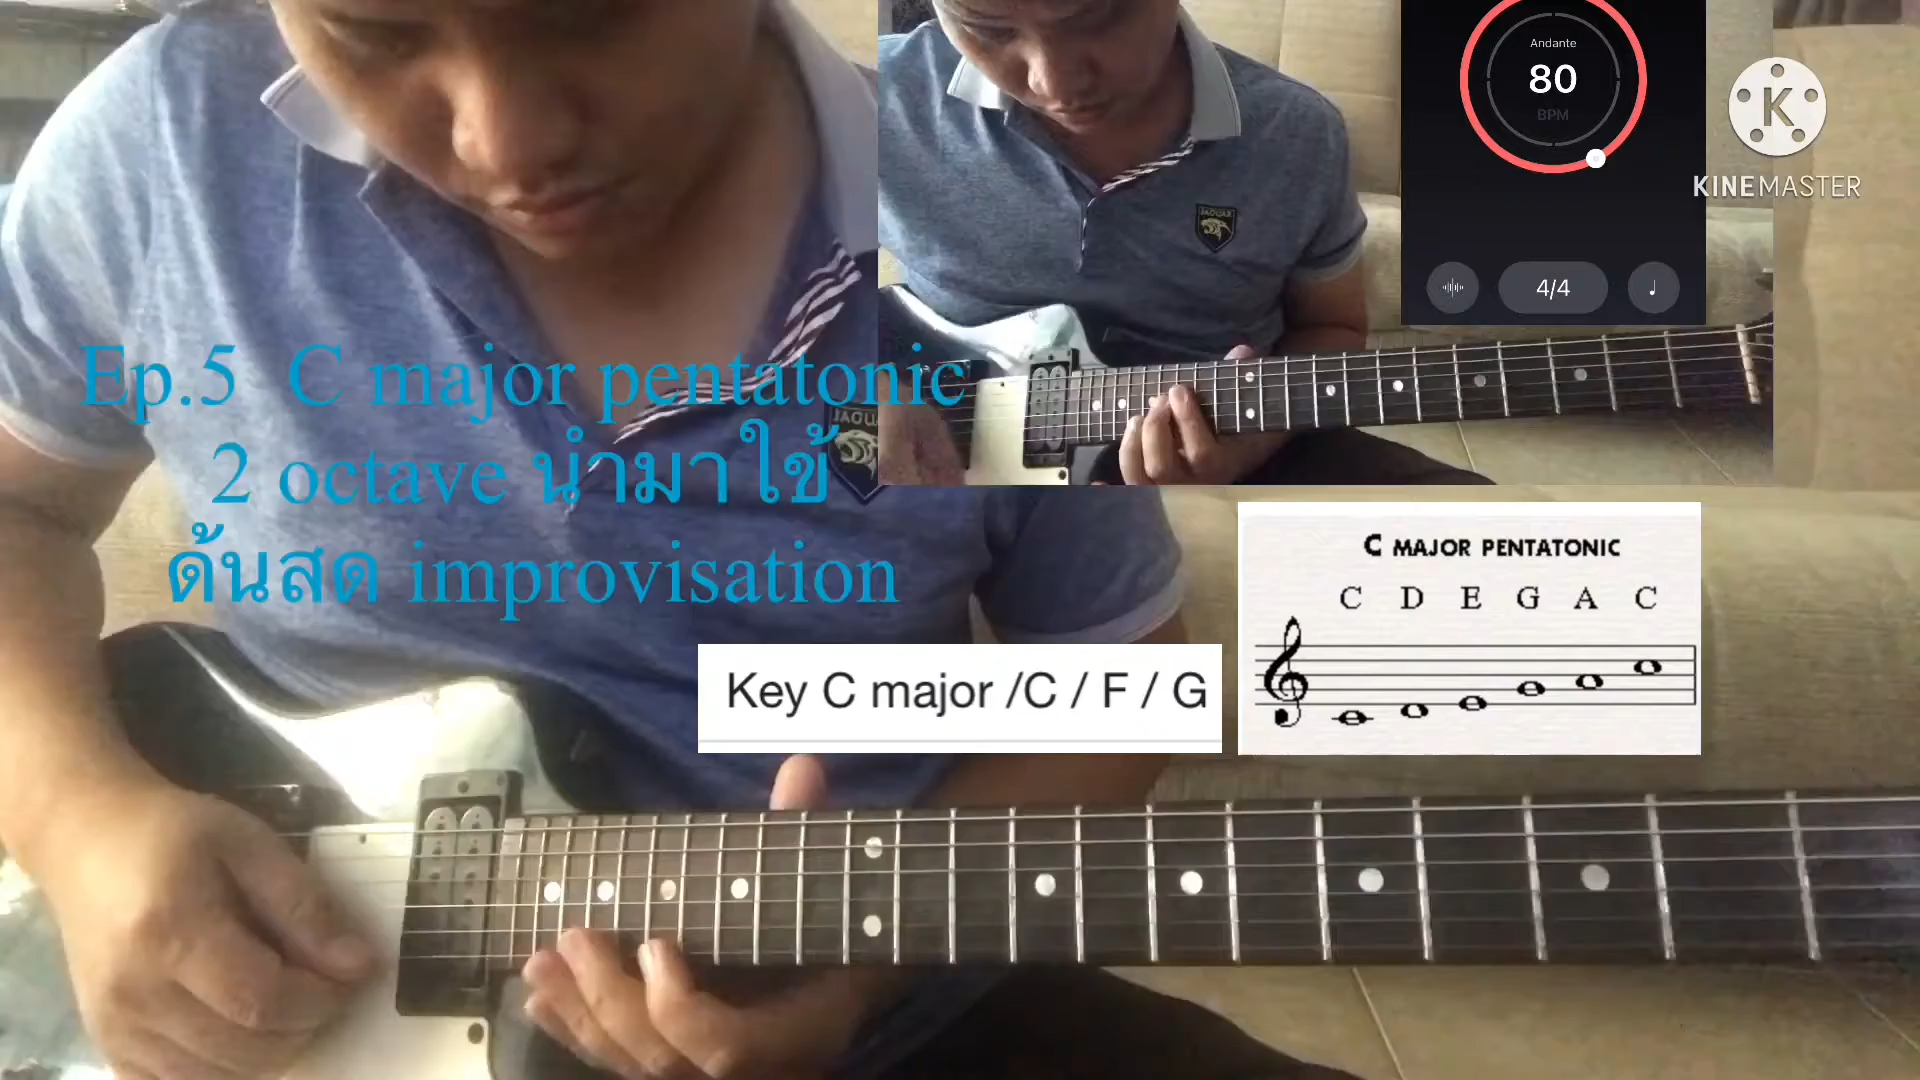 Andante
80
BPM
KINEMASTER
4/4
JAGUAR
Ep.5 C major pentatonic
2 octave นำมาใช้
ด้นสด improvisation
Key C major /C / F / G
C MAJOR PENTATONIC
C D E G A C